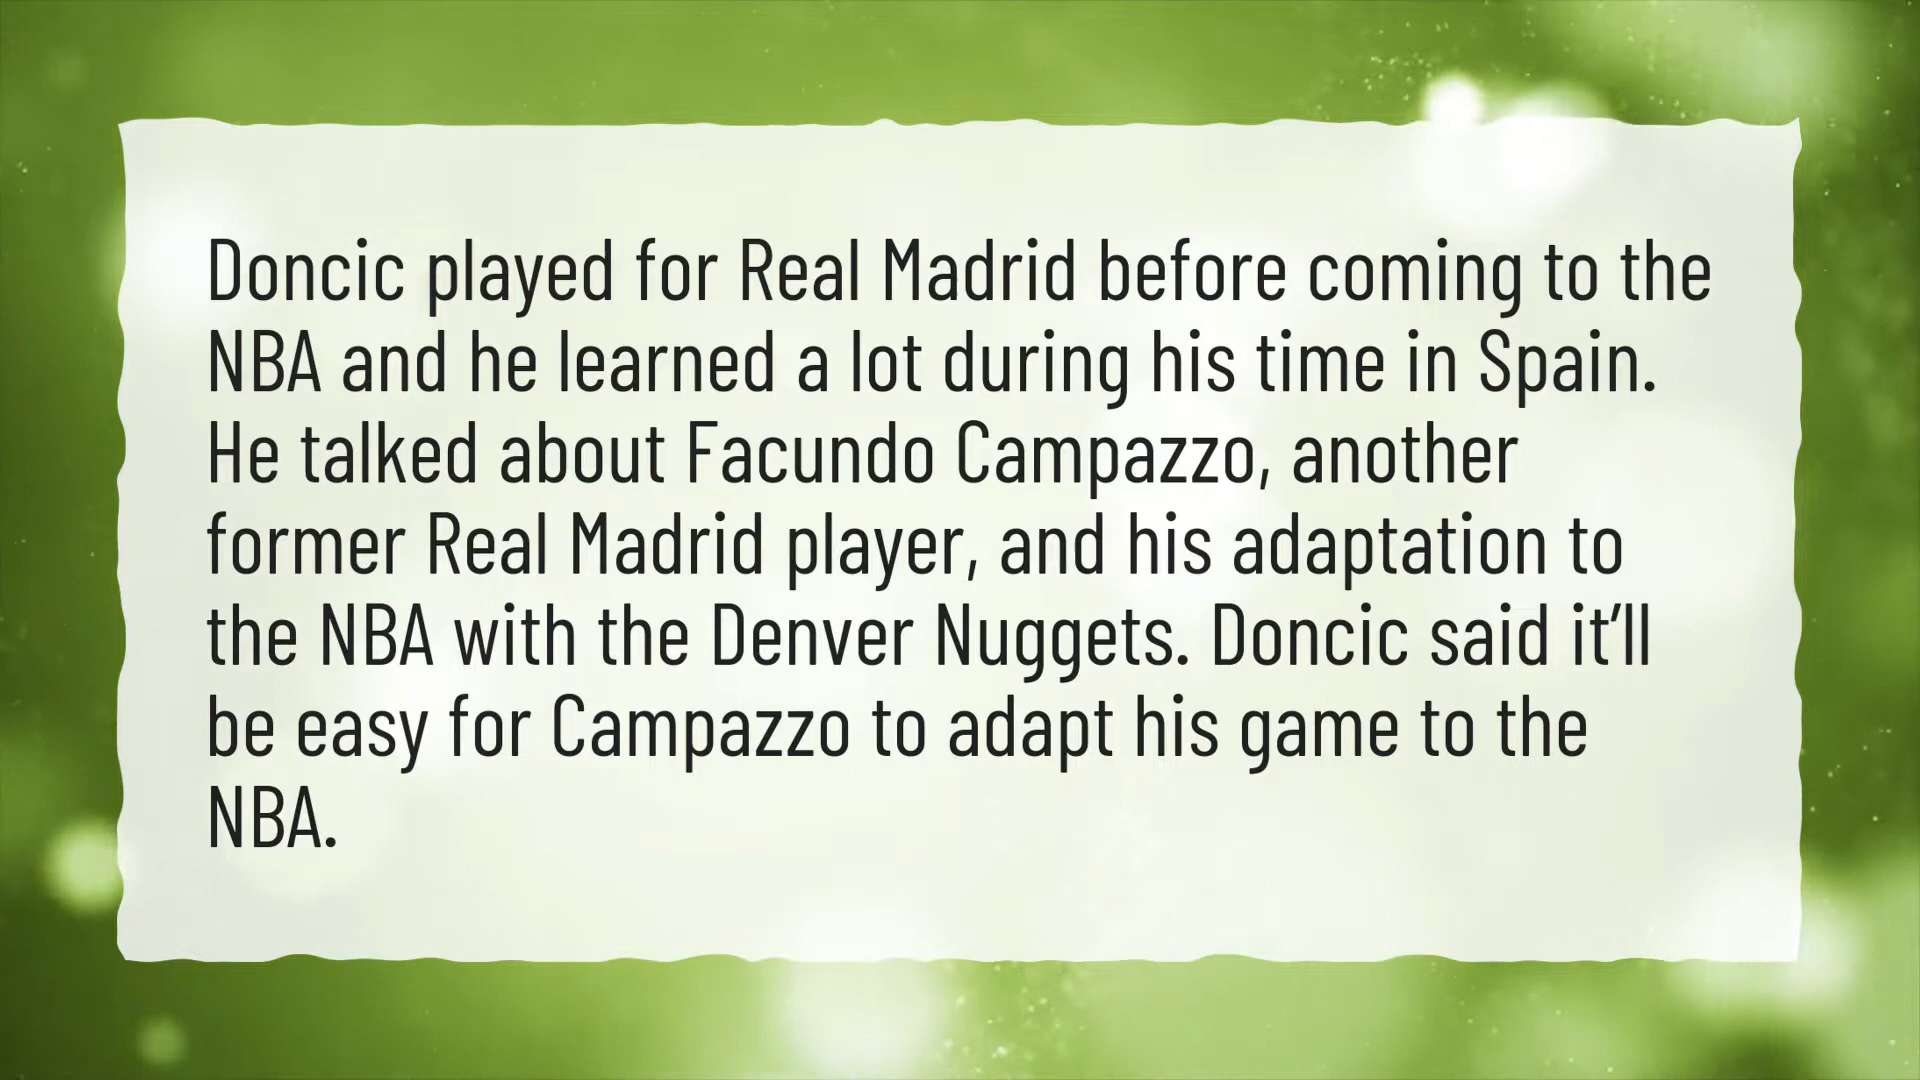 Doncic played for Real Madrid before coming to the
NBA and he learned a lot during his time in Spain.
He talked about Facundo Campazzo, another
former Real Madrid player, and his adaptation to
the NBA with the Denver Nuggets. Doncic said it’ll
be easy for Campazzo to adapt his game to the
NBA.